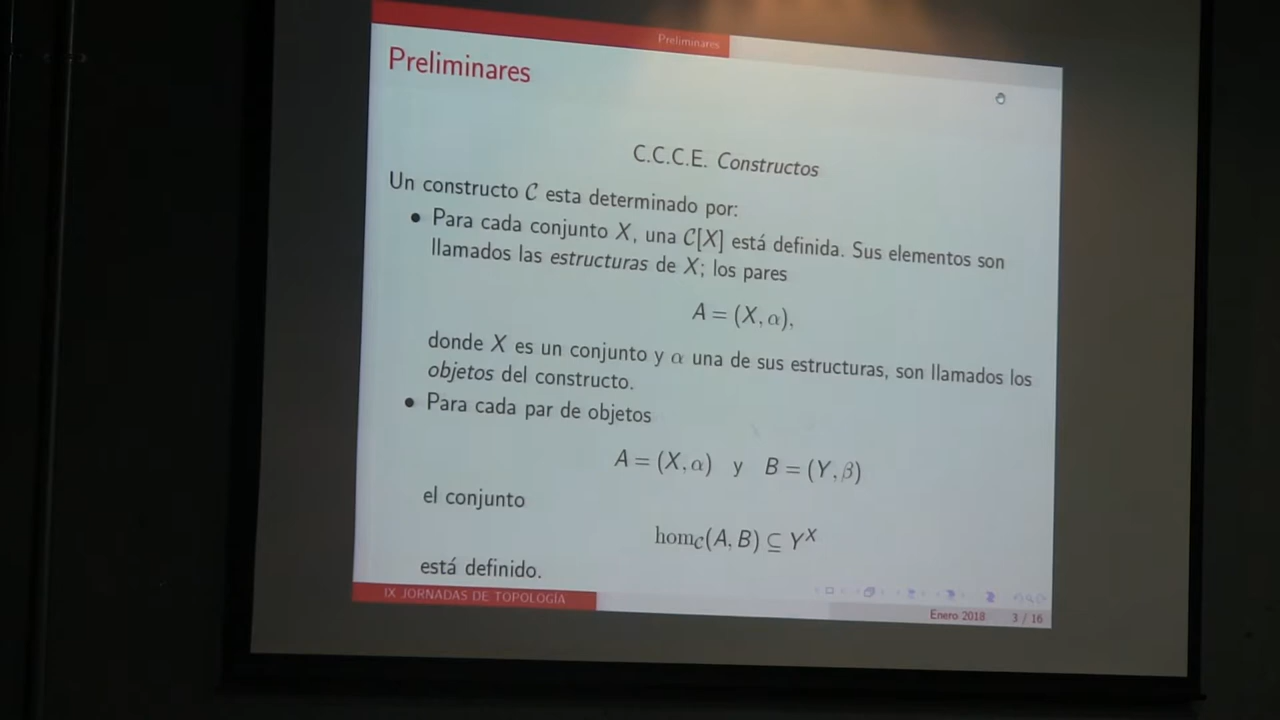 Preliminares
Preliminares
C.C.C.E. Constructos
Un constructo 𝒞 esta determinado por:
• Para cada conjunto X, una 𝒞[X] está definida. Sus elementos son
llamados las estructuras de X; los pares
A = (X, α),
donde X es un conjunto y α una de sus estructuras, son llamados los
objetos del constructo.
• Para cada par de objetos
A = (X, α) y B = (Y, β)
el conjunto
hom𝒞(A, B) ⊆ Y^X
está definido.
IX JORNADAS DE TOPOLOGÍA
Enero 2018 3 / 16